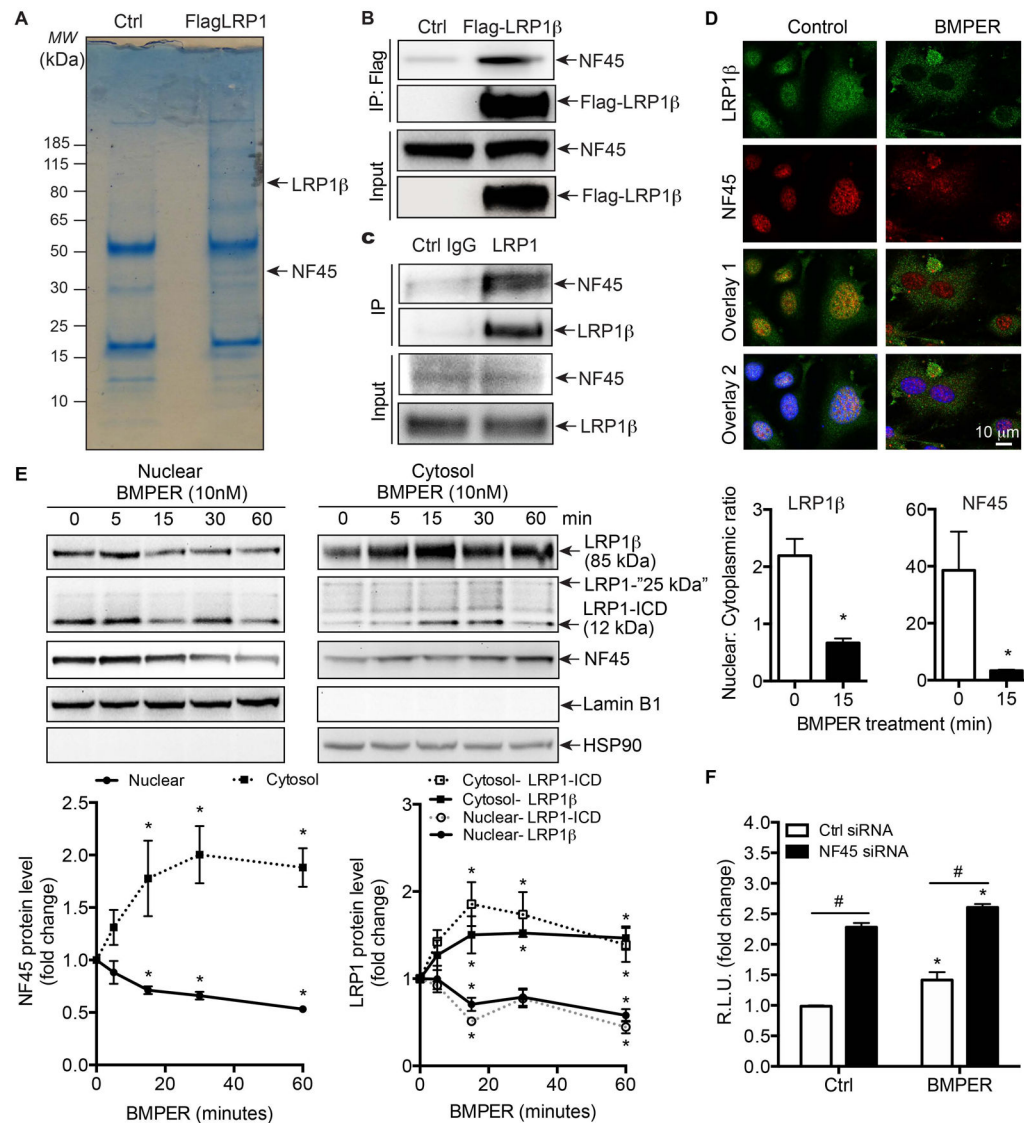 A
MW
(kDa)
Ctrl FlagLRP1
185
115
80
65
50
30
25
15
10
LRP1β
NF45
B
Ctrl Flag-LRP1β
IP: Flag
NF45
Flag-LRP1β
Input
NF45
Flag-LRP1β
C
Ctrl IgG LRP1
IP
NF45
LRP1β
Input
NF45
LRP1β
D
Control BMPER
LRP1β
NF45
Overlay 1
Overlay 2
10 µm
LRP1β NF45
Nuclear: Cytoplasmic ratio
3
2
1
0
0 15
60
40
20
0
0 15
BMPER treatment (min)
* *
E
Nuclear Cytosol
BMPER (10nM) BMPER (10nM)
0 5 15 30 60 0 5 15 30 60 min
LRP1β
(85 kDa)
LRP1-"25 kDa"
LRP1-ICD
(12 kDa)
NF45
Lamin B1
HSP90
Nuclear Cytosol
NF45 protein level
(fold change)
2.5
2.0
1.5
1.0
0.5
0.0
0 20 40 60
BMPER (minutes)
* * *
* * *
Cytosol- LRP1-ICD
Cytosol- LRP1β
Nuclear- LRP1-ICD
Nuclear- LRP1β
LRP1 protein level
(fold change)
3
2
1
0
0 20 40 60
BMPER (minutes)
* * *
* * *
* *
* *
F
Ctrl siRNA
NF45 siRNA
R.L.U. (fold change)
4.0
3.5
3.0
2.5
2.0
1.5
1.0
0.5
0.0
# #
* *
Ctrl BMPER